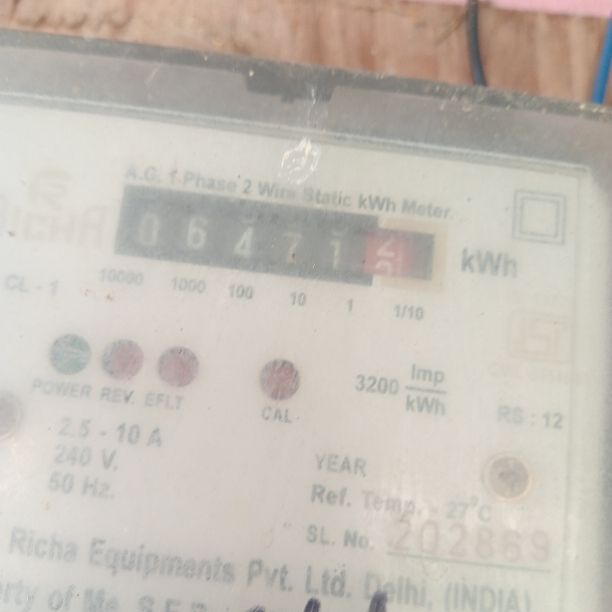 A.C. 1-Phase 2 Wire Static kWh Meter.
RICHA
0 6 4 7 1 2 kWh
CL - 1 10000 1000 100 10 1 1/10
POWER REV. EFLT
CAL
3200 Imp
kWh
RS : 12
2.5 - 10 A
240 V.
50 Hz.
YEAR
Ref. Temp. - 27°C
SL. No. 202869
Richa Equipments Pvt. Ltd. Delhi, (INDIA)